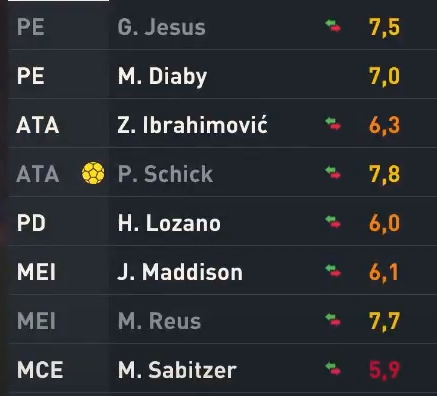 PE G. Jesus 7,5
PE M. Diaby 7,0
ATA Z. Ibrahimović 6,3
ATA P. Schick 7,8
PD H. Lozano 6,0
MEI J. Maddison 6,1
MEI M. Reus 7,7
MCE M. Sabitzer 5,9